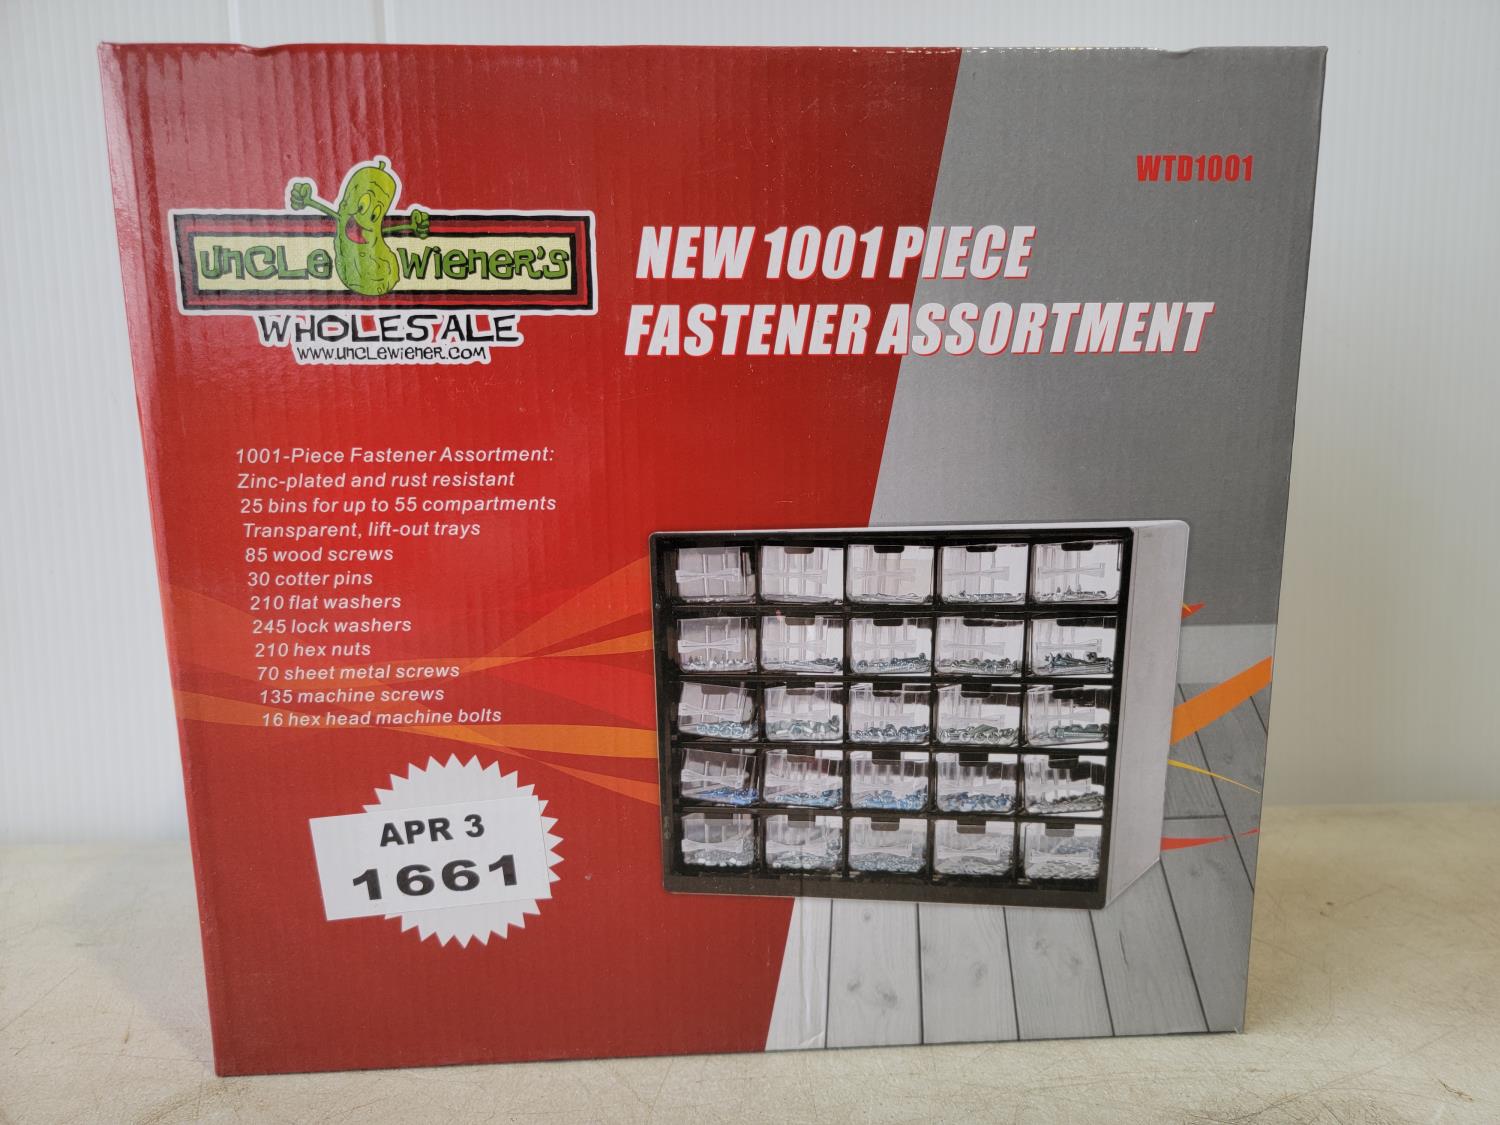 WTD1001
UNCLE WIENER'S
WHOLESALE
WWW.UNCLEWIENER.COM
NEW 1001 PIECE
FASTENER ASSORTMENT
1001-Piece Fastener Assortment:
Zinc-plated and rust resistant
25 bins for up to 55 compartments
Transparent, lift-out trays
85 wood screws
30 cotter pins
210 flat washers
245 lock washers
210 hex nuts
70 sheet metal screws
135 machine screws
16 hex head machine bolts
APR 3
1661